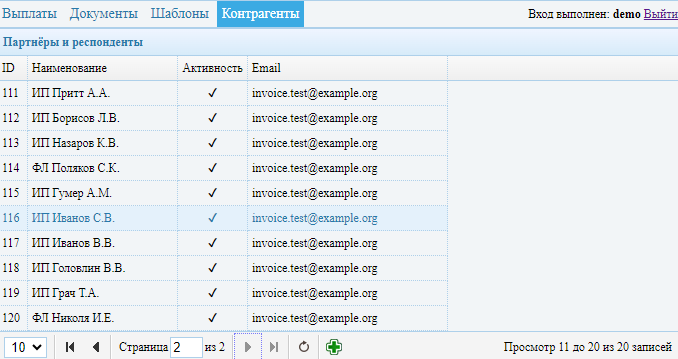 Выплаты Документы Шаблоны Контрагенты Вход выполнен: demo Выйти
Партнёры и респонденты
ID Наименование Активность Email
111 ИП Притт А.А. ✓ invoice.test@example.org
112 ИП Борисов Л.В. ✓ invoice.test@example.org
113 ИП Назаров К.В. ✓ invoice.test@example.org
114 ФЛ Поляков С.К. ✓ invoice.test@example.org
115 ИП Гумер А.М. ✓ invoice.test@example.org
116 ИП Иванов С.В. ✓ invoice.test@example.org
117 ИП Иванов В.В. ✓ invoice.test@example.org
118 ИП Головлин В.В. ✓ invoice.test@example.org
119 ИП Грач Т.А. ✓ invoice.test@example.org
120 ФЛ Николя И.Е. ✓ invoice.test@example.org
10 Страница 2 из 2 Просмотр 11 до 20 из 20 записей